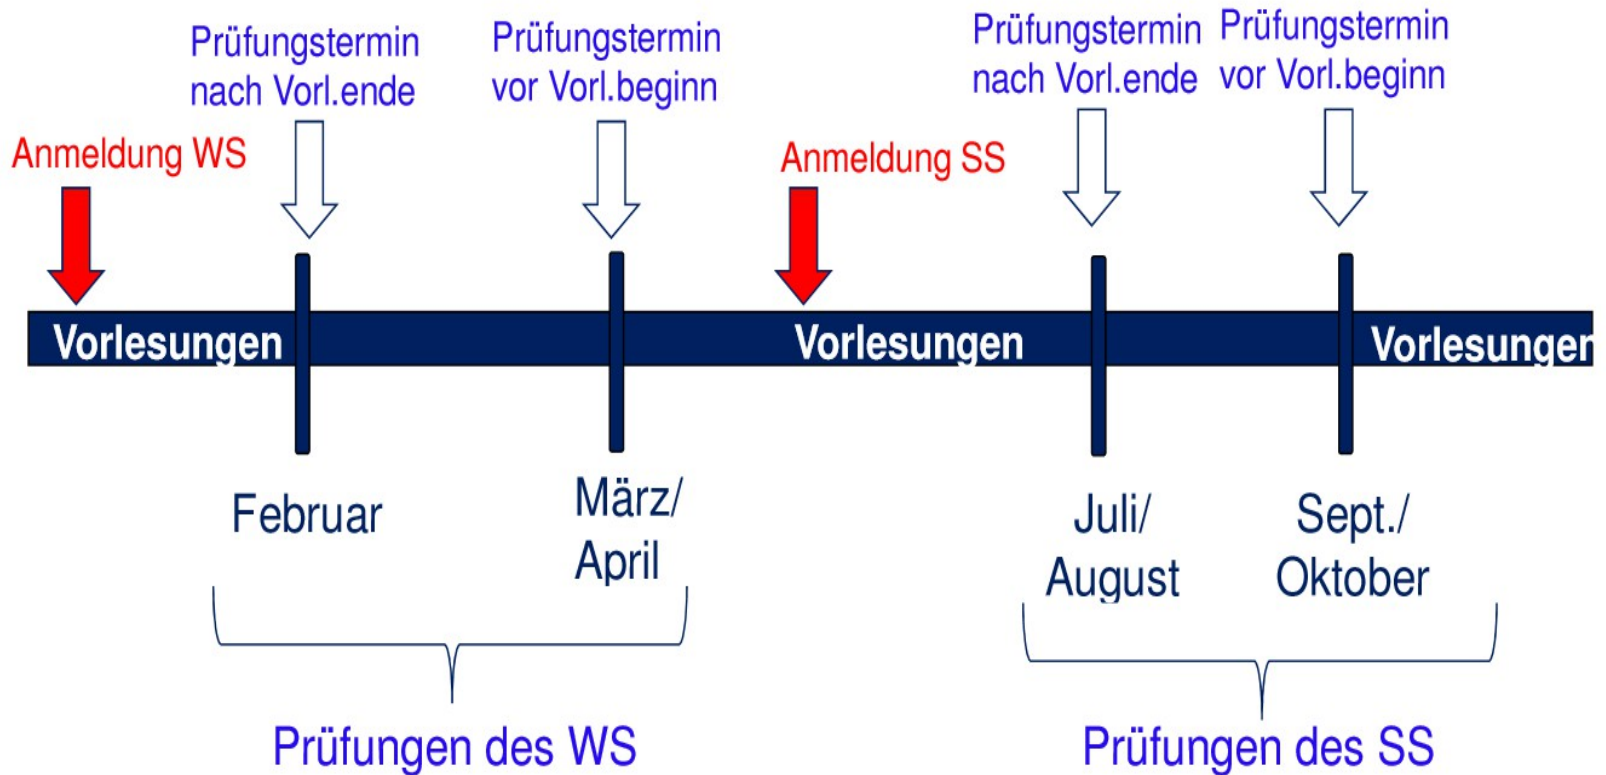 Prüfungstermin
nach Vorl.ende
Prüfungstermin
vor Vorl.beginn
Prüfungstermin
nach Vorl.ende
Prüfungstermin
vor Vorl.beginn
Anmeldung WS
Anmeldung SS
Vorlesungen
Vorlesungen
Vorlesungen
Februar
März/
April
Juli/
August
Sept./
Oktober
Prüfungen des WS
Prüfungen des SS